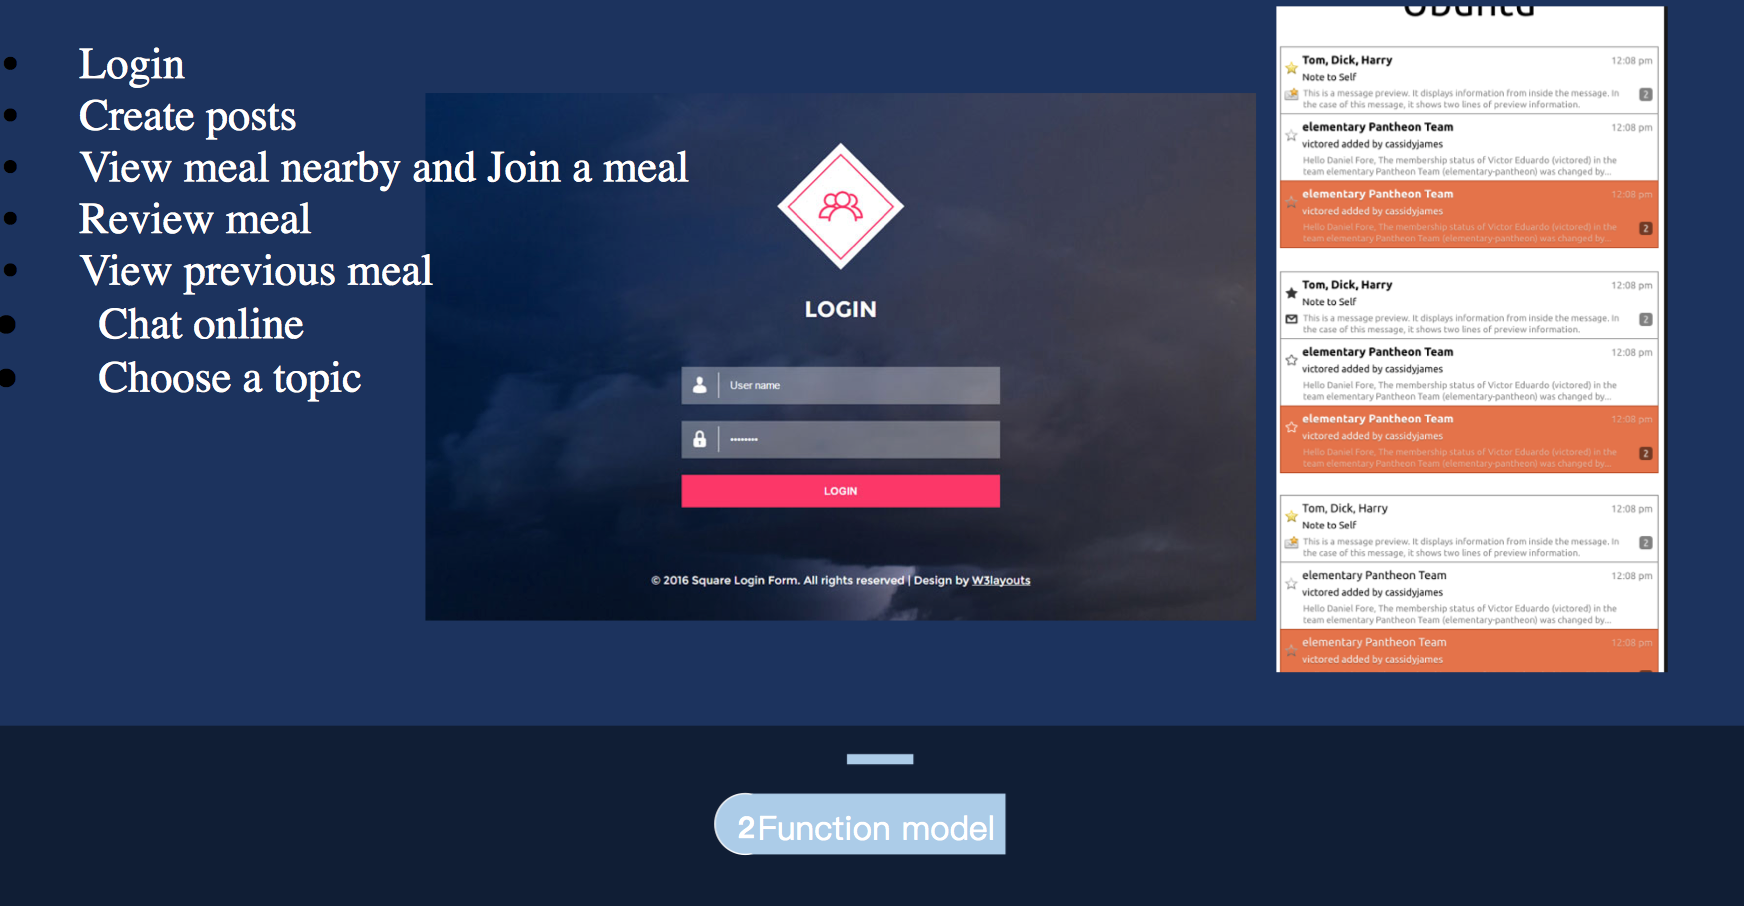 Login
Create posts
View meal nearby and Join a meal
Review meal
View previous meal
Chat online
Choose a topic
LOGIN
User name
LOGIN
© 2016 Square Login Form. All rights reserved | Design by W3layouts
Tom, Dick, Harry 12:08 pm
Note to Self
This is a message preview. It displays information from inside the message. In
the case of this message, it shows two lines of preview information. 2
elementary Pantheon Team 12:08 pm
victored added by cassidyjames
Hello Daniel Fore, The membership status of Victor Eduardo (victored) in the
team elementary Pantheon Team (elementary-pantheon) was changed by...
elementary Pantheon Team 12:08 pm
victored added by cassidyjames
Hello Daniel Fore, The membership status of Victor Eduardo (victored) in the
team elementary Pantheon Team (elementary-pantheon) was changed by... 2
Tom, Dick, Harry 12:08 pm
Note to Self
This is a message preview. It displays information from inside the message. In
the case of this message, it shows two lines of preview information. 2
elementary Pantheon Team 12:08 pm
victored added by cassidyjames
Hello Daniel Fore, The membership status of Victor Eduardo (victored) in the
team elementary Pantheon Team (elementary-pantheon) was changed by...
elementary Pantheon Team 12:08 pm
victored added by cassidyjames
Hello Daniel Fore, The membership status of Victor Eduardo (victored) in the
team elementary Pantheon Team (elementary-pantheon) was changed by... 2
Tom, Dick, Harry 12:08 pm
Note to Self
This is a message preview. It displays information from inside the message. In
the case of this message, it shows two lines of preview information. 2
elementary Pantheon Team 12:08 pm
victored added by cassidyjames
Hello Daniel Fore, The membership status of Victor Eduardo (victored) in the
team elementary Pantheon Team (elementary-pantheon) was changed by...
elementary Pantheon Team 12:08 pm
victored added by cassidyjames
2Function model